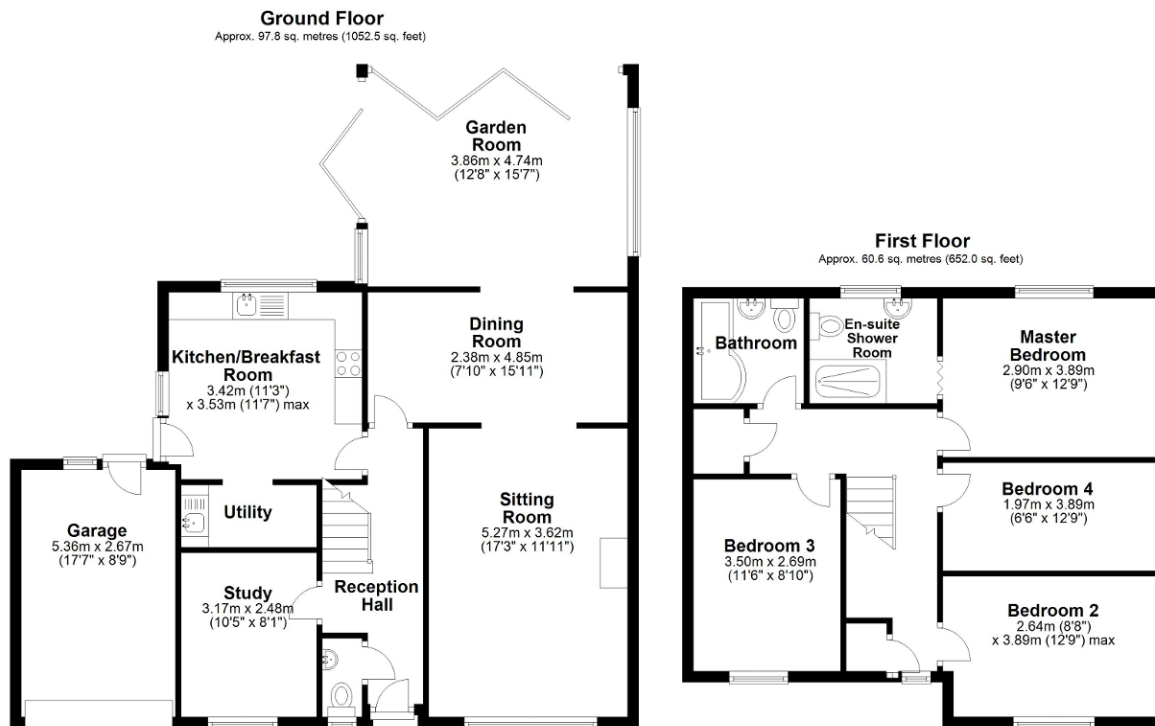 Ground Floor
Approx. 97.8 sq. metres (1052.5 sq. feet)
Garden
Room
3.86m x 4.74m
(12'8" x 15'7")
Kitchen/Breakfast
Room
3.42m (11'3")
x 3.53m (11'7") max
Dining
Room
2.38m x 4.85m
(7'10" x 15'11")
Garage
5.36m x 2.67m
(17'7" x 8'9")
Utility
Sitting
Room
5.27m x 3.62m
(17'3" x 11'11")
Study
3.17m x 2.48m
(10'5" x 8'1")
Reception
Hall
First Floor
Approx. 60.6 sq. metres (652.0 sq. feet)
Bathroom
En-suite
Shower
Room
Master
Bedroom
2.90m x 3.89m
(9'6" x 12'9")
Bedroom 4
1.97m x 3.89m
(6'6" x 12'9")
Bedroom 3
3.50m x 2.69m
(11'6" x 8'10")
Bedroom 2
2.64m (8'8")
x 3.89m (12'9") max